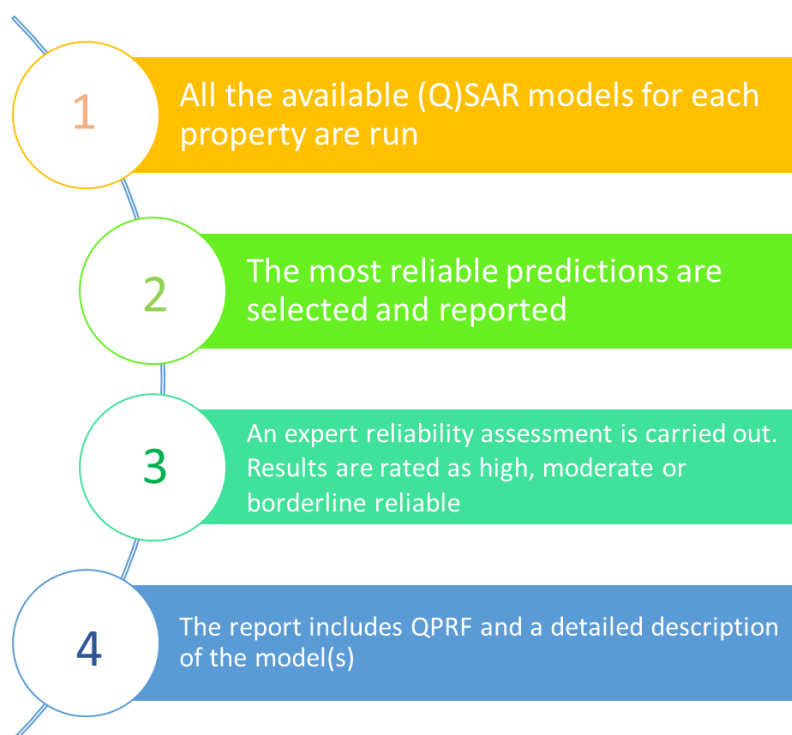 1
All the available (Q)SAR models for each
property are run
2
The most reliable predictions are
selected and reported
3
An expert reliability assessment is carried out.
Results are rated as high, moderate or
borderline reliable
4
The report includes QPRF and a detailed description
of the model(s)